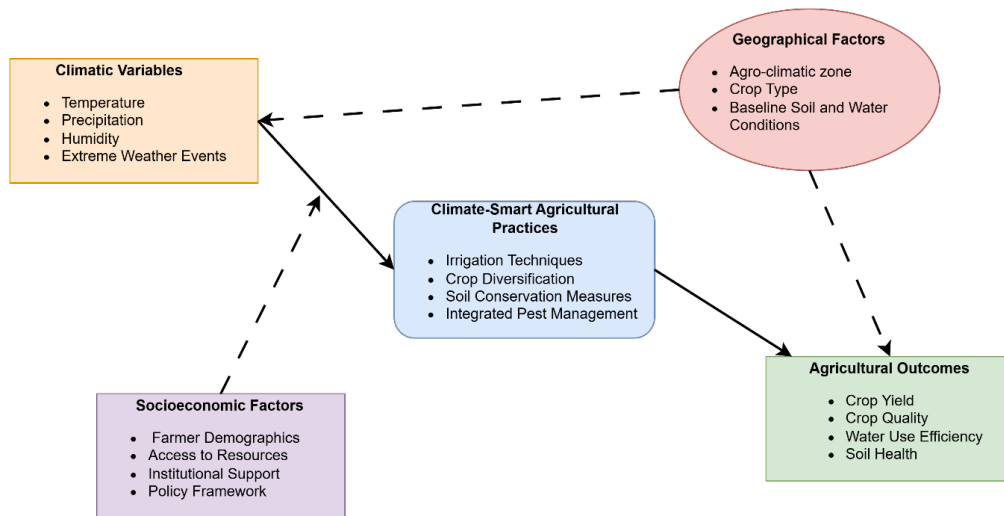 Climatic Variables
Temperature
Precipitation
Humidity
Extreme Weather Events
Geographical Factors
Agro-climatic zone
Crop Type
Baseline Soil and Water
Conditions
Climate-Smart Agricultural
Practices
Irrigation Techniques
Crop Diversification
Soil Conservation Measures
Integrated Pest Management
Socioeconomic Factors
Farmer Demographics
Access to Resources
Institutional Support
Policy Framework
Agricultural Outcomes
Crop Yield
Crop Quality
Water Use Efficiency
Soil Health